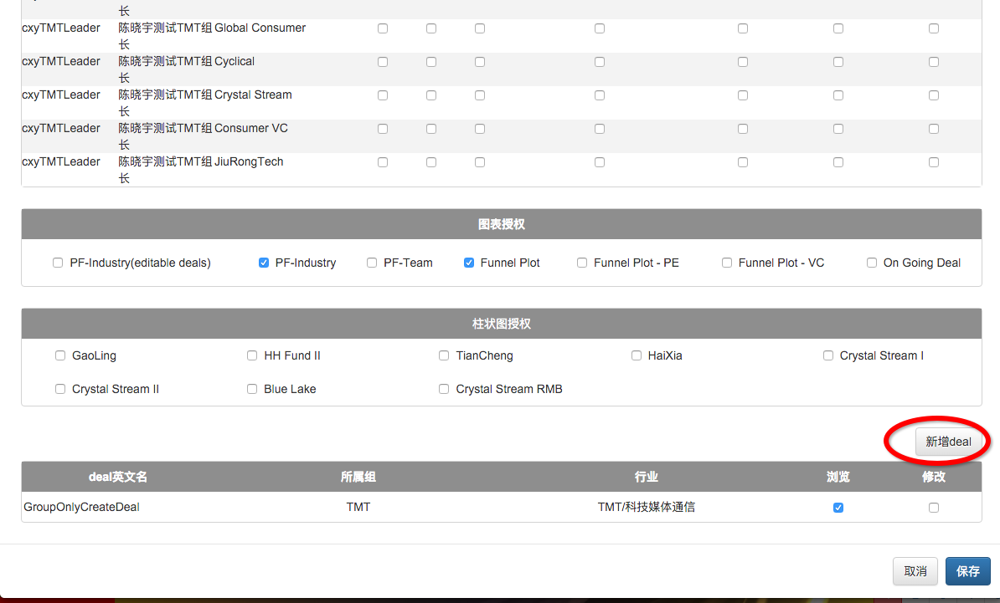 长
cxyTMTLeader 陈晓宇测试TMT组 Global Consumer
长
cxyTMTLeader 陈晓宇测试TMT组 Cyclical
长
cxyTMTLeader 陈晓宇测试TMT组 Crystal Stream
长
cxyTMTLeader 陈晓宇测试TMT组 Consumer VC
长
cxyTMTLeader 陈晓宇测试TMT组 JiuRongTech
长
图表授权
PF-Industry(editable deals) PF-Industry PF-Team Funnel Plot Funnel Plot - PE Funnel Plot - VC On Going Deal
柱状图授权
GaoLing HH Fund II TianCheng HaiXia Crystal Stream I
Crystal Stream II Blue Lake Crystal Stream RMB
新增deal
deal英文名 所属组 行业 浏览 修改
GroupOnlyCreateDeal TMT TMT/科技媒体通信
取消 保存